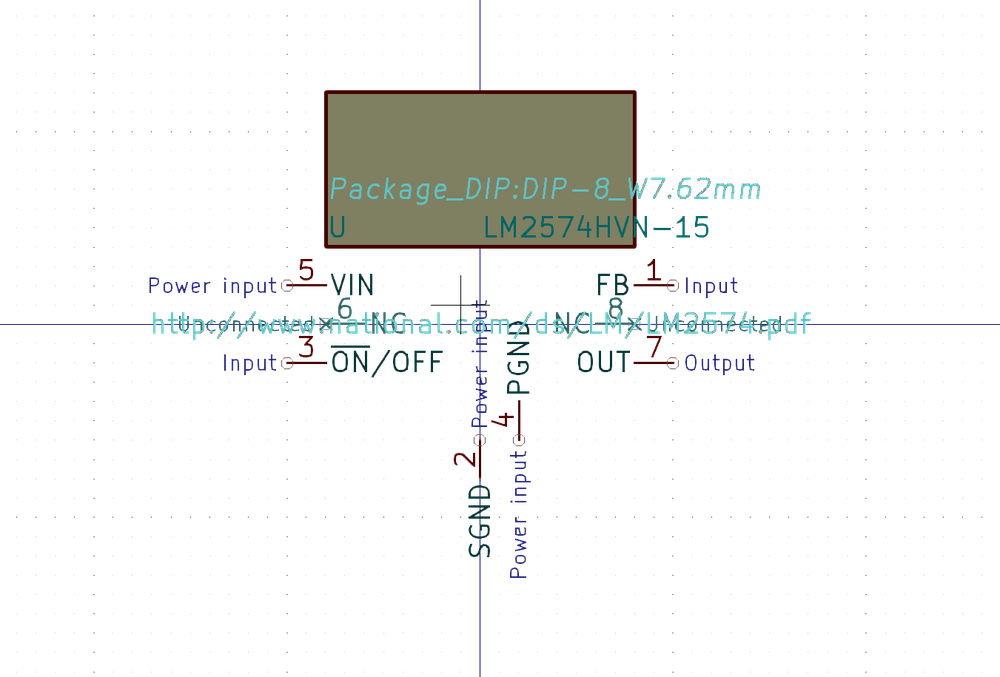 Package_DIP:DIP-8_W7.62mm
U
LM2574HVN-15
Power input
5
VIN
FB
1
Input
Unconnected
6
NC
NC
8
Unconnected
http://www.national.com/ds/LM/LM2574.pdf
Input
3
ON/OFF
OUT
7
Output
Power input
PGND
4
2
SGND
Power input